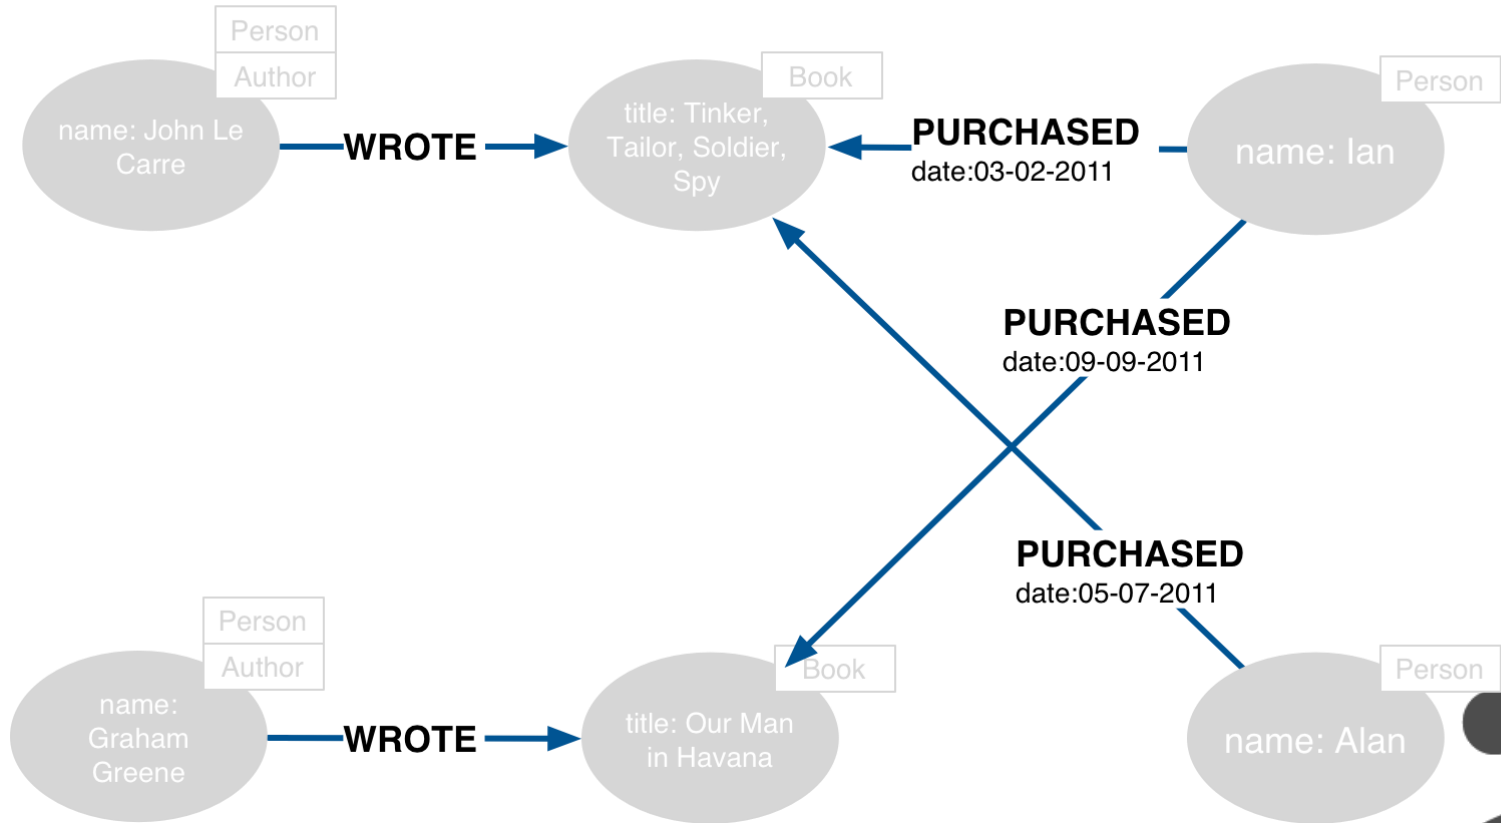 Person
Author
name: John Le
Carre
WROTE
Book
title: Tinker,
Tailor, Soldier,
Spy
PURCHASED
date:03-02-2011
Person
name: Ian
PURCHASED
date:09-09-2011
PURCHASED
date:05-07-2011
Person
Author
name:
Graham
Greene
WROTE
Book
title: Our Man
in Havana
Person
name: Alan